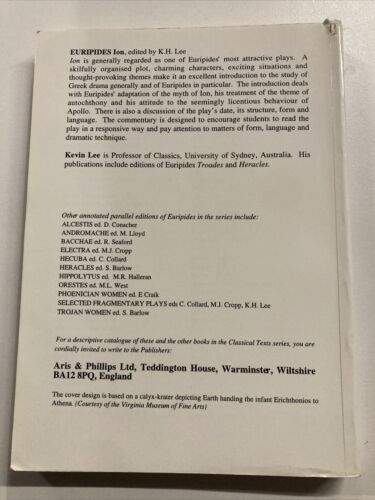 EURIPIDES Ion, edited by K.H. Lee
Ion is generally regarded as one of Euripides' most attractive plays. A
skilfully organised plot, charming characters, exciting situations and
thought-provoking themes make it an excellent introduction to the study of
Greek drama generally and of Euripides in particular. The introduction deals
with Euripides' adaptation of the myth of Ion, his treatment of the theme of
autochthony and his attitude to the seemingly licentious behaviour of
Apollo. There is also a discussion of the play's date, its structure, form and
language. The commentary is designed to encourage students to read the
play in a responsive way and pay attention to matters of form, language and
dramatic technique.
Kevin Lee is Professor of Classics, University of Sydney, Australia. His
publications include editions of Euripides Troades and Heracles.
Other annotated parallel editions of Euripides in the series include:
ALCESTIS ed. D. Conacher
ANDROMACHE ed. M. Lloyd
BACCHAE ed. R. Seaford
ELECTRA ed. M.J. Cropp
HECUBA ed. C. Collard
HERACLES ed. S. Barlow
HIPPOLYTUS ed. M.R. Halleran
ORESTES ed. M.L. West
PHOENICIAN WOMEN ed. E Craik
SELECTED FRAGMENTARY PLAYS eds C. Collard, M.J. Cropp, K.H. Lee
TROJAN WOMEN ed. S. Barlow
For a descriptive catalogue of these and the other books in the Classical Texts series, you are
cordially invited to write to the Publishers:
Aris & Phillips Ltd, Teddington House, Warminster, Wiltshire
BA12 8PQ, England
The cover design is based on a calyx-krater depicting Earth handing the infant Erichthonios to
Athena. (Courtesy of the Virginia Museum of Fine Arts)